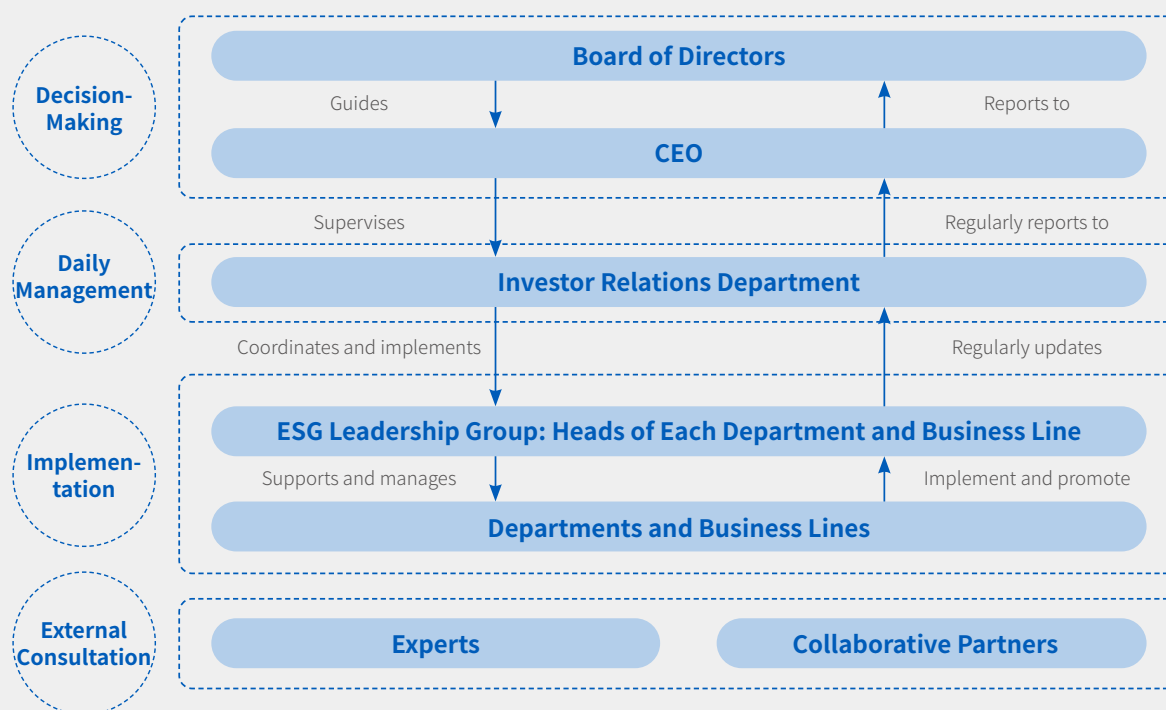 Decision-
Making
Board of Directors
Guides
Reports to
CEO
Supervises
Regularly reports to
Daily
Management
Investor Relations Department
Coordinates and implements
Regularly updates
Implemen-
tation
ESG Leadership Group: Heads of Each Department and Business Line
Supports and manages
Implement and promote
Departments and Business Lines
External
Consultation
Experts
Collaborative Partners